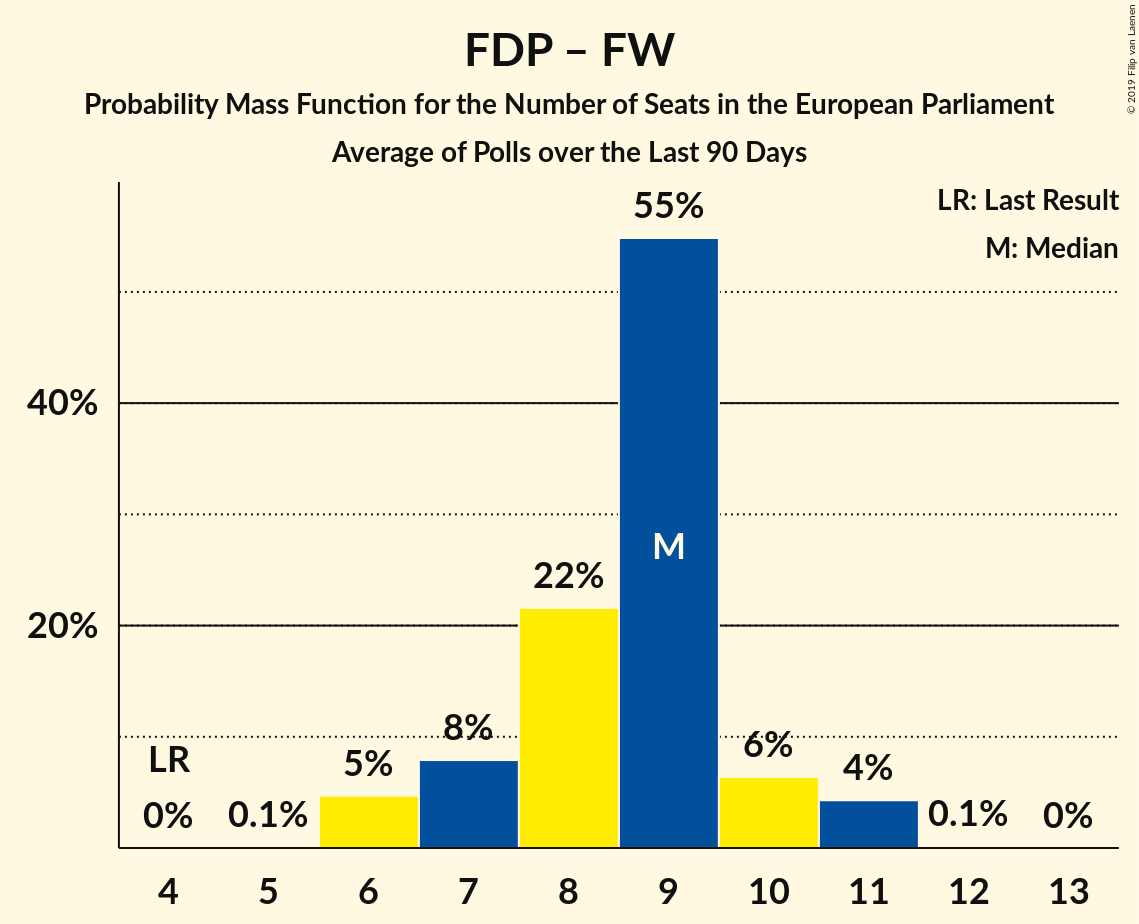 FDP – FW
Probability Mass Function for the Number of Seats in the European Parliament
Average of Polls over the Last 90 Days
© 2019 Filip van Laenen
LR: Last Result
M: Median
55%
40%
M
22%
20%
8%
6%
LR
5%
4%
0%
0.1%
0.1%
0%
4 5 6 7 8 9 10 11 12 13